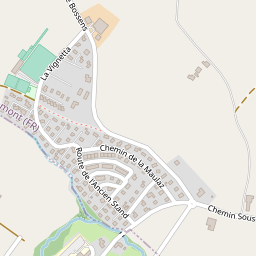 Bossens
La Vignetta
mont (FR)
Chemin de la Maulaz
Route de l'Ancien Stand
Chemin Sous